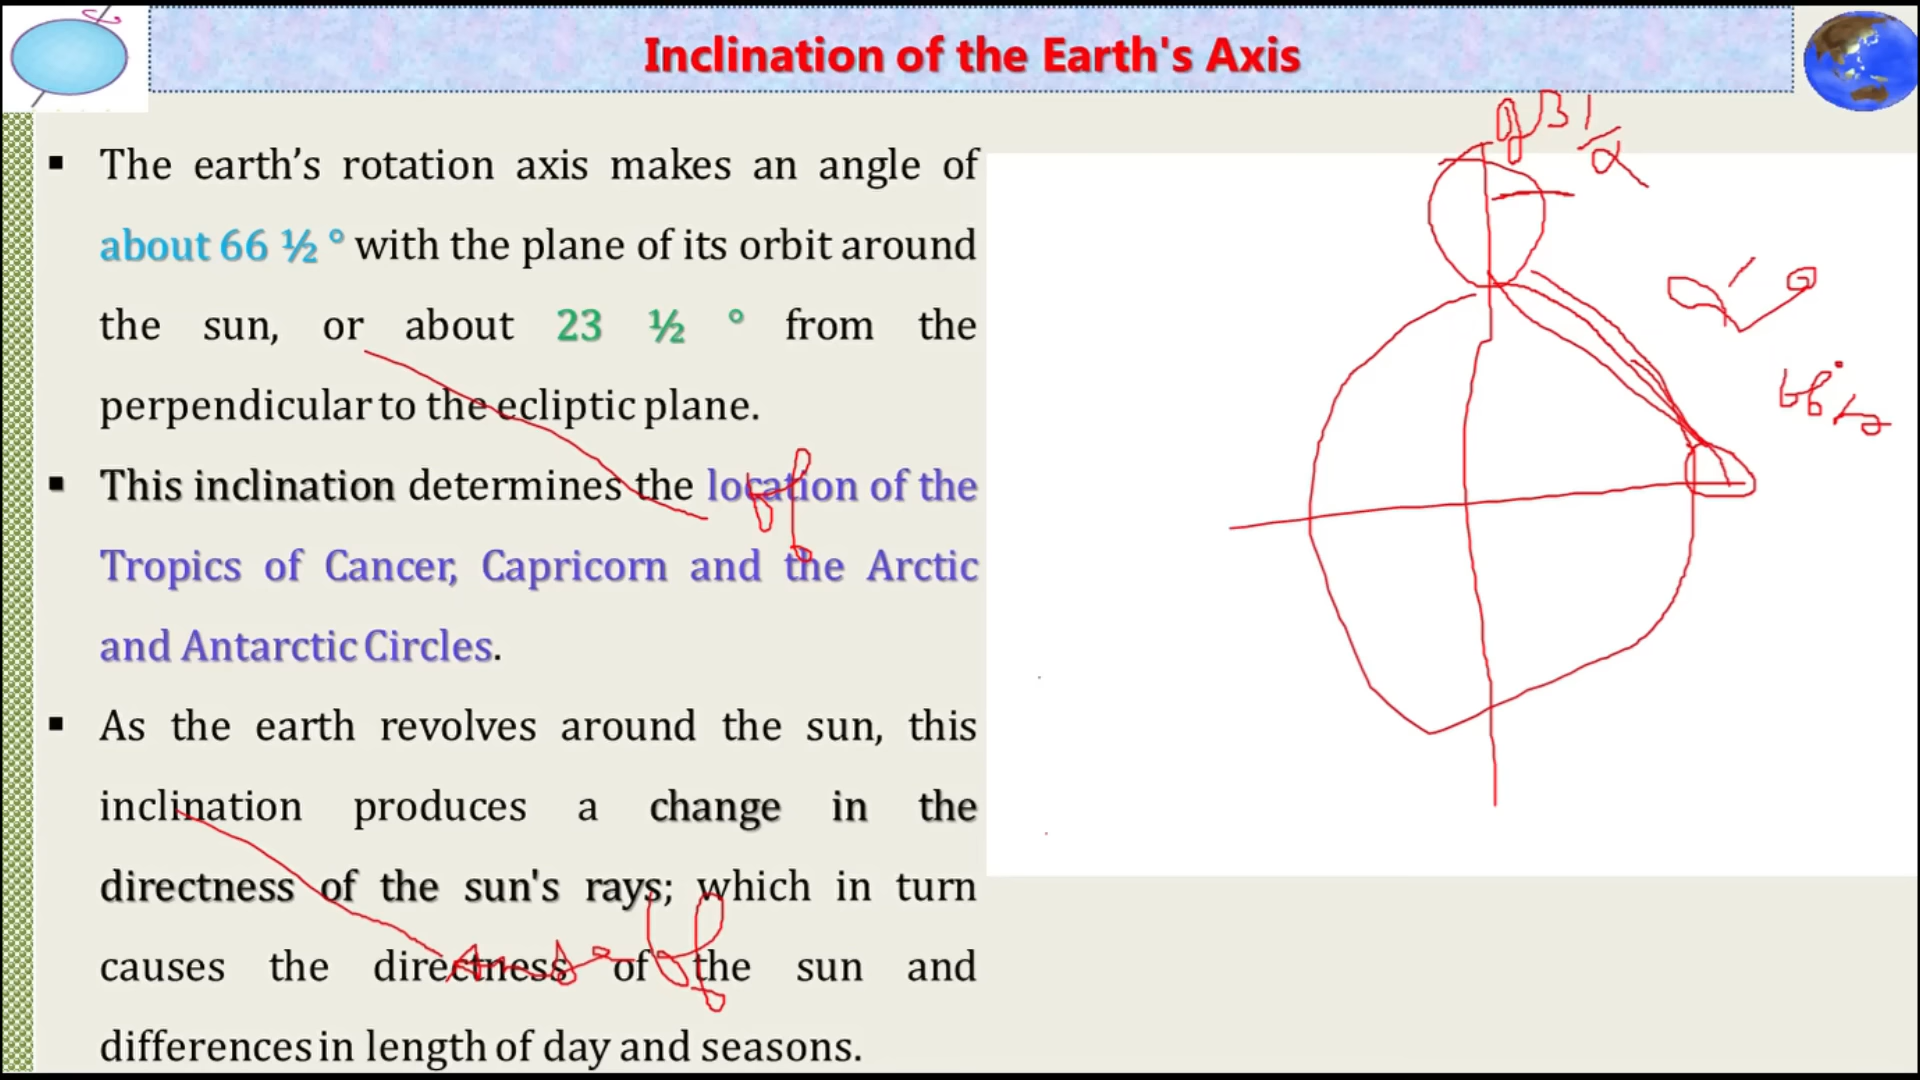 Inclination of the Earth's Axis
▪ The earth’s rotation axis makes an angle of
about 66 ½ ° with the plane of its orbit around
the sun, or about 23 ½ ° from the
perpendicular to the ecliptic plane.
▪ This inclination determines the location of the
Tropics of Cancer, Capricorn and the Arctic
and Antarctic Circles.
▪ As the earth revolves around the sun, this
inclination produces a change in the
directness of the sun's rays; which in turn
causes the directness of the sun and
differences in length of day and seasons.